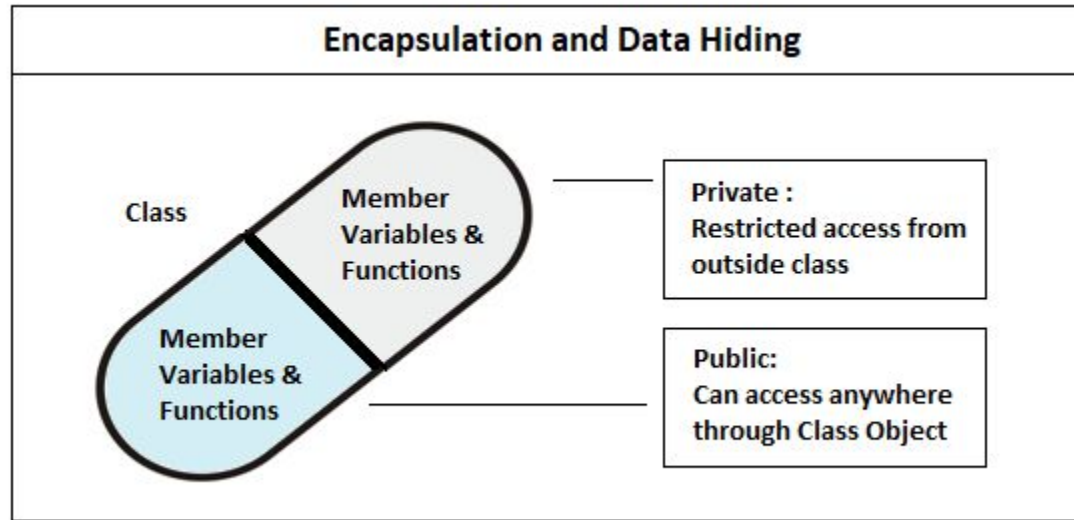 Encapsulation and Data Hiding
Class
Member
Variables &
Functions
Member
Variables &
Functions
Private :
Restricted access from
outside class
Public:
Can access anywhere
through Class Object